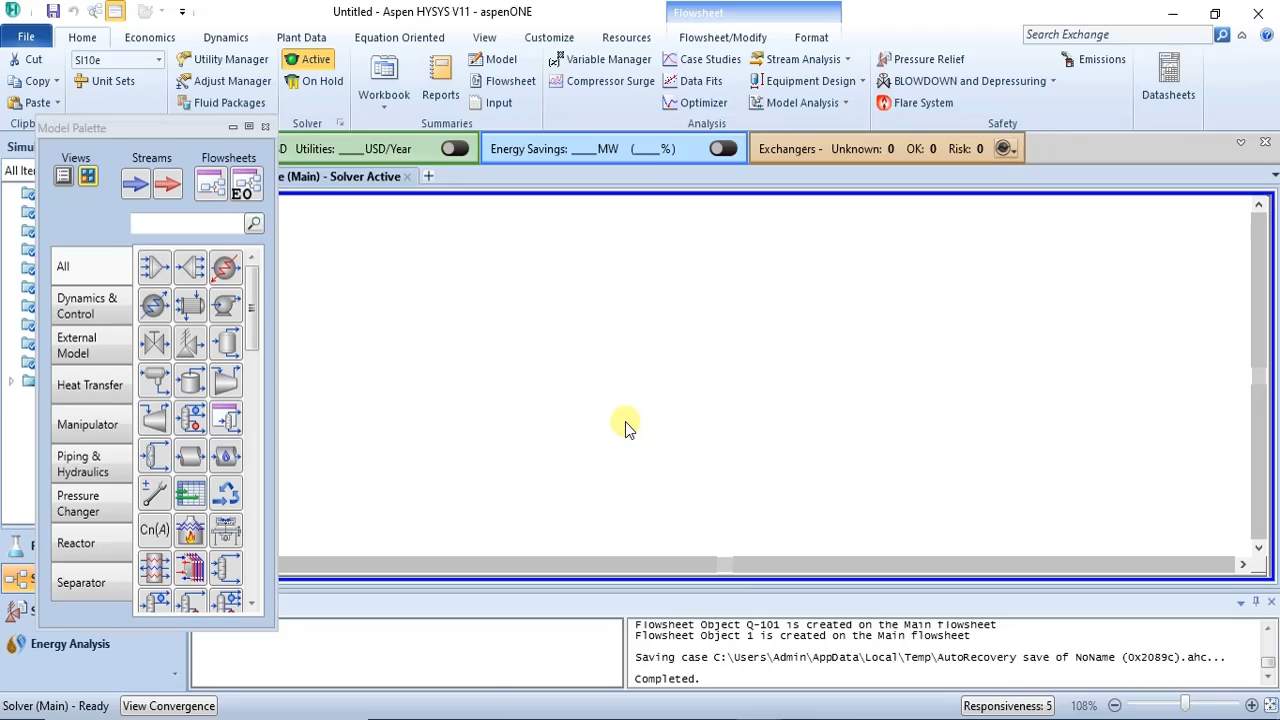 Untitled - Aspen HYSYS V11 - aspenONE
Flowsheet
File
Home
Economics
Dynamics
Plant Data
Equation Oriented
View
Customize
Resources
Flowsheet/Modify
Format
Search Exchange
Cut
Copy
Paste
SI10e
Unit Sets
Utility Manager
Adjust Manager
Fluid Packages
Active
On Hold
Solver
Workbook
Reports
Model
Flowsheet
Input
Summaries
Variable Manager
Compressor Surge
Case Studies
Data Fits
Optimizer
Stream Analysis
Equipment Design
Model Analysis
Analysis
Pressure Relief
BLOWDOWN and Depressuring
Flare System
Emissions
Safety
Datasheets
Model Palette
D Utilities: ____USD/Year
Energy Savings: ____MW (____%)
Exchangers - Unknown: 0 OK: 0 Risk: 0
e (Main) - Solver Active
Views
Streams
Flowsheets
EO
All
Dynamics &
Control
External
Model
Heat Transfer
Manipulator
Piping &
Hydraulics
Pressure
Changer
Reactor
Separator
Cn(A)
Energy Analysis
Flowsheet Object Q-101 is created on the Main flowsheet
Flowsheet Object 1 is created on the Main flowsheet
Saving case C:\Users\Admin\AppData\Local\Temp\AutoRecovery save of NoName (0x2089c).ahc...
Completed.
Solver (Main) - Ready
View Convergence
Responsiveness: 5
108%